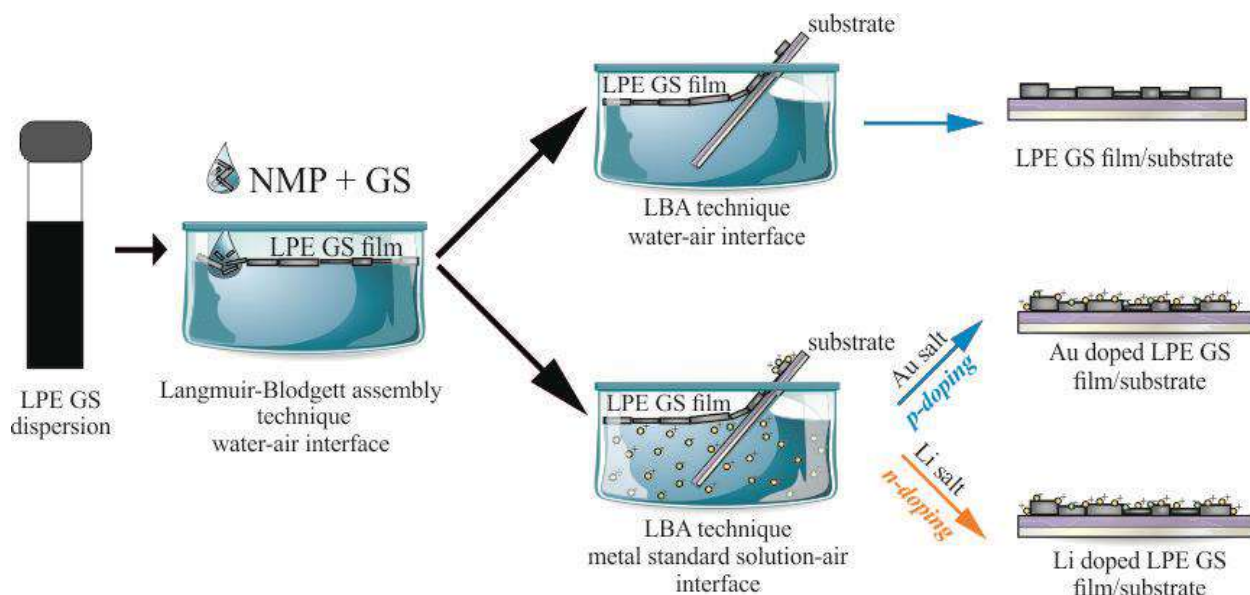 LPE GS
dispersion
NMP + GS
LPE GS film
Langmuir-Blodgett assembly
technique
water-air interface
substrate
LPE GS film
LBA technique
water-air interface
LPE GS film/substrate
substrate
LPE GS film
LBA technique
metal standard solution-air
interface
Au salt
p-doping
Li salt
n-doping
Au doped LPE GS
film/substrate
Li doped LPE GS
film/substrate